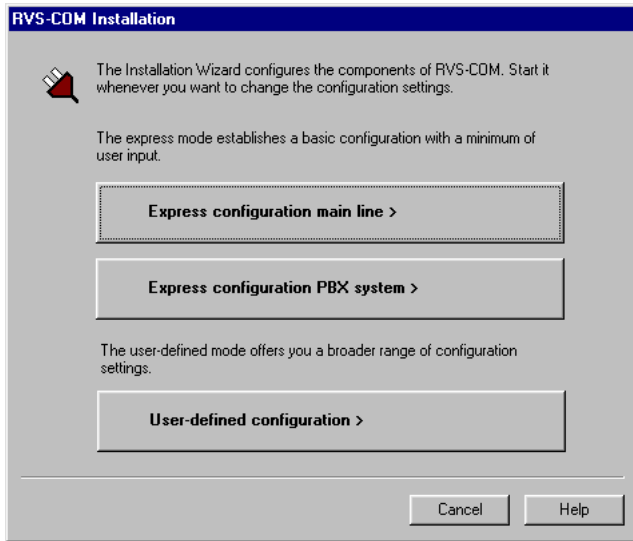 RVS-COM Installation
The Installation Wizard configures the components of RVS-COM. Start it
whenever you want to change the configuration settings.
The express mode establishes a basic configuration with a minimum of
user input.
Express configuration main line >
Express configuration PBX system >
The user-defined mode offers you a broader range of configuration
settings.
User-defined configuration >
Cancel Help